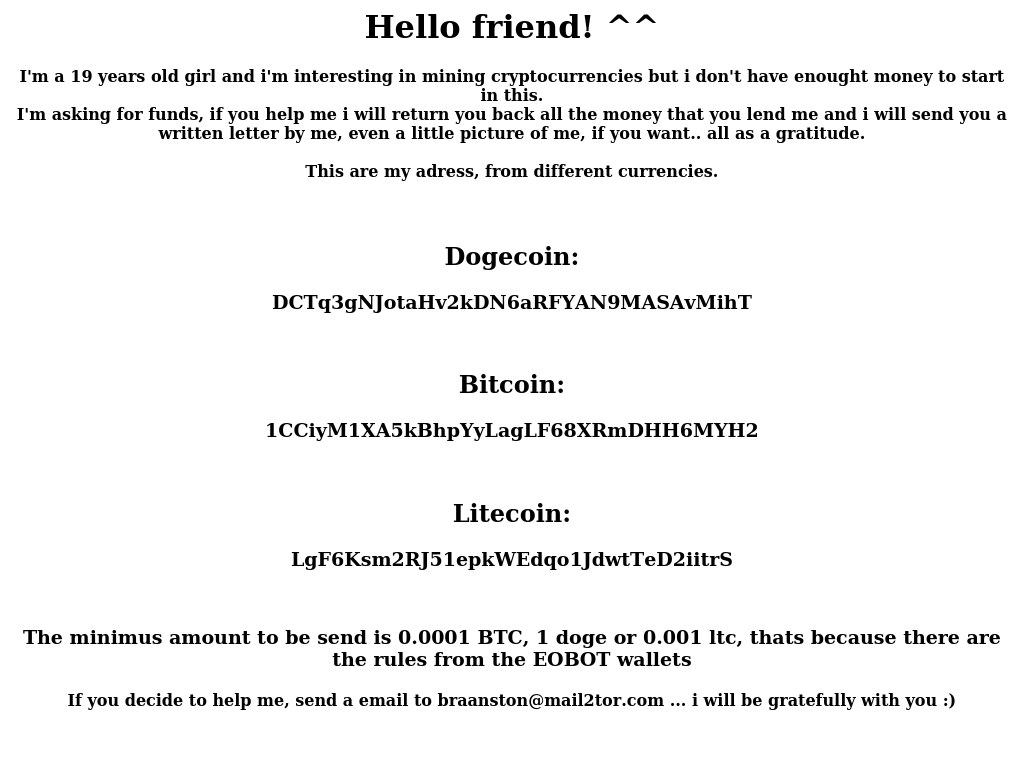 Hello friend! ^^
I'm a 19 years old girl and i'm interesting in mining cryptocurrencies but i don't have enought money to start
in this.
I'm asking for funds, if you help me i will return you back all the money that you lend me and i will send you a
written letter by me, even a little picture of me, if you want.. all as a gratitude.
This are my adress, from different currencies.
Dogecoin:
DCTq3gNJotaHv2kDN6aRFYAN9MASAvMihT
Bitcoin:
1CCiyM1XA5kBhpYyLagLF68XRmDHH6MYH2
Litecoin:
LgF6Ksm2RJ51epkWEdqo1JdwtTeD2iitrS
The minimus amount to be send is 0.0001 BTC, 1 doge or 0.001 ltc, thats because there are
the rules from the EOBOT wallets
If you decide to help me, send a email to braanston@mail2tor.com ... i will be gratefully with you :)